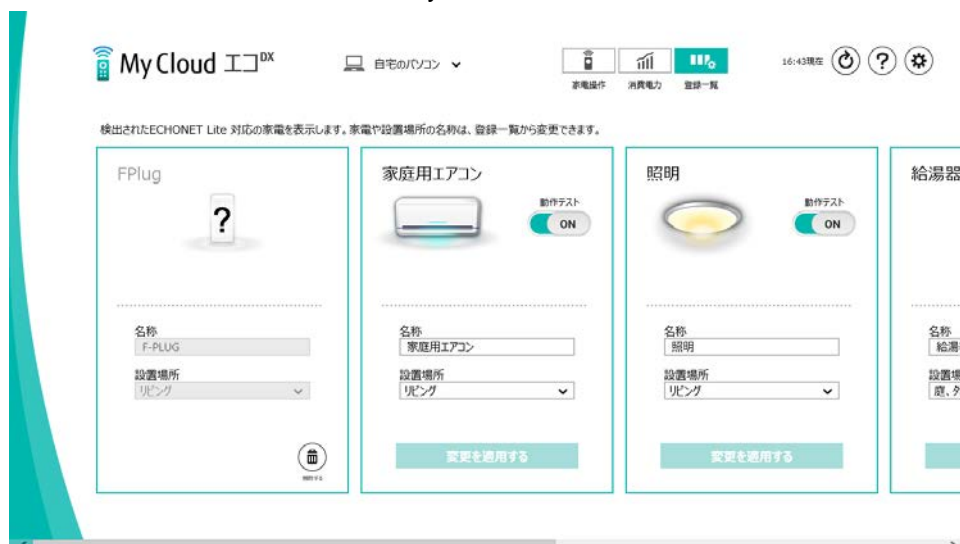 My Cloud エコDX
自宅のパソコン
家電操作
消費電力
登録一覧
16:43現在
検出されたECHONET Lite 対応の家電を表示します。家電や設置場所の名称は、登録一覧から変更できます。
FPlug
?
名称
F-PLUG
設置場所
リビング
削除する
家庭用エアコン
動作テスト
ON
名称
家庭用エアコン
設置場所
リビング
変更を適用する
照明
動作テスト
ON
名称
照明
設置場所
リビング
変更を適用する
給湯器
名称
給湯
設置場
庭、